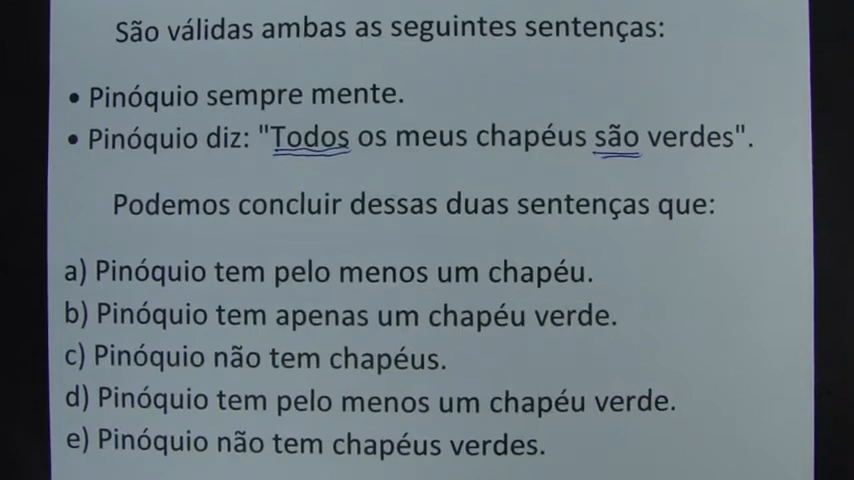 São válidas ambas as seguintes sentenças:
• Pinóquio sempre mente.
• Pinóquio diz: "Todos os meus chapéus são verdes".
Podemos concluir dessas duas sentenças que:
a) Pinóquio tem pelo menos um chapéu.
b) Pinóquio tem apenas um chapéu verde.
c) Pinóquio não tem chapéus.
d) Pinóquio tem pelo menos um chapéu verde.
e) Pinóquio não tem chapéus verdes.